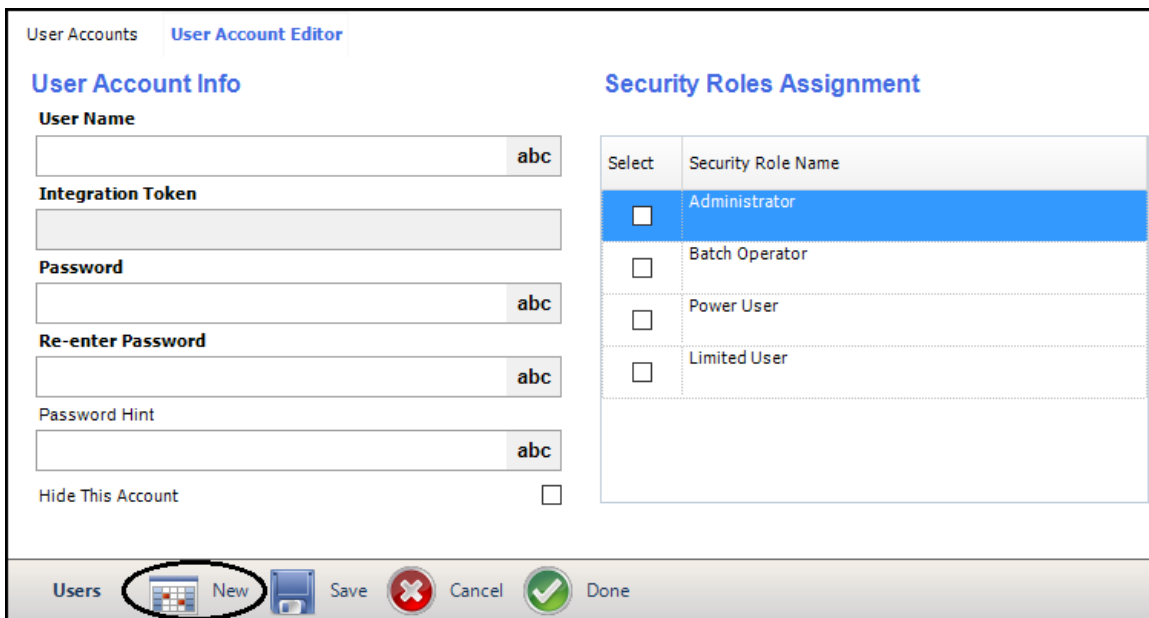 User Accounts User Account Editor
User Account Info
User Name
abc
Integration Token
Password
abc
Re-enter Password
abc
Password Hint
abc
Hide This Account
Security Roles Assignment
Select Security Role Name
Administrator
Batch Operator
Power User
Limited User
Users New Save Cancel Done